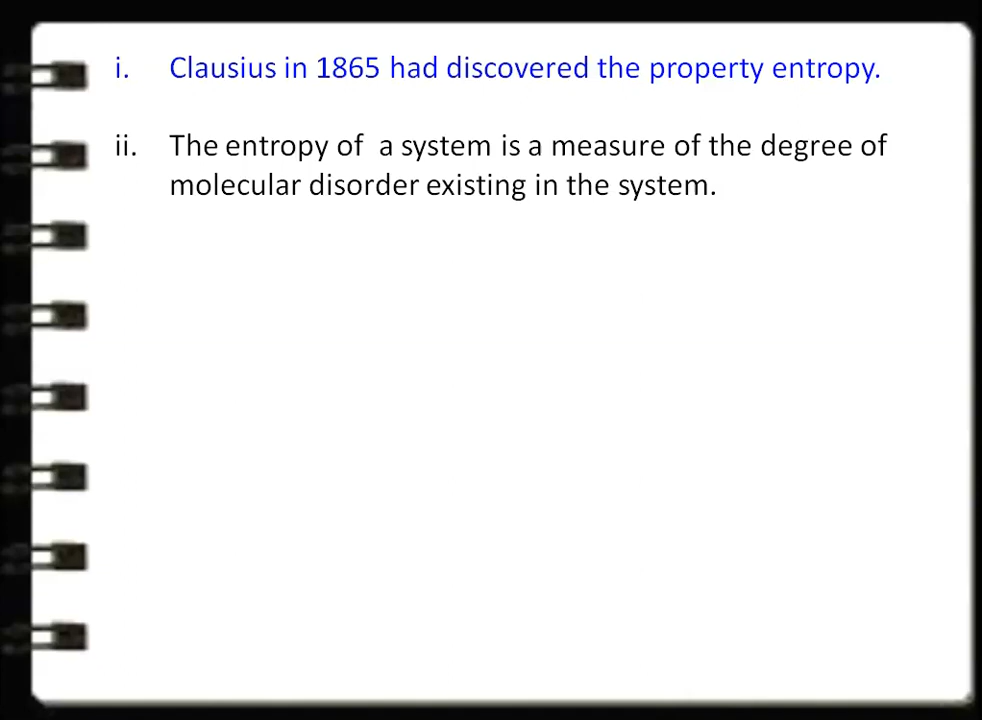 i. Clausius in 1865 had discovered the property entropy.
ii. The entropy of a system is a measure of the degree of
molecular disorder existing in the system.